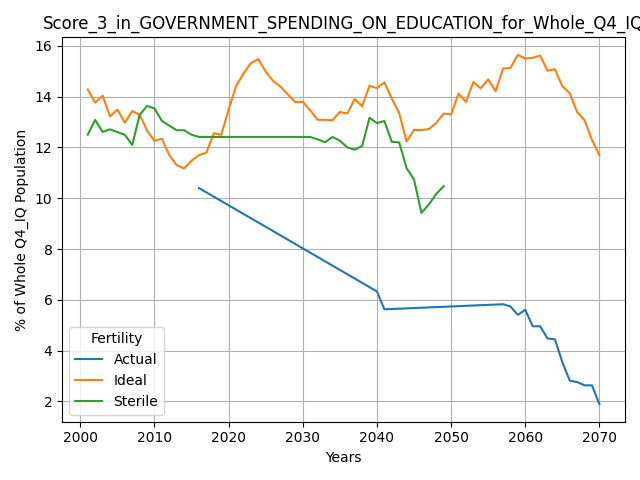 Score_3_in_GOVERNMENT_SPENDING_ON_EDUCATION_for_Whole_Q4_IQ
16
14
12
10
8
6
4
2
% of Whole Q4_IQ Population
Fertility
Actual
Ideal
Sterile
2000 2010 2020 2030 2040 2050 2060 2070
Years